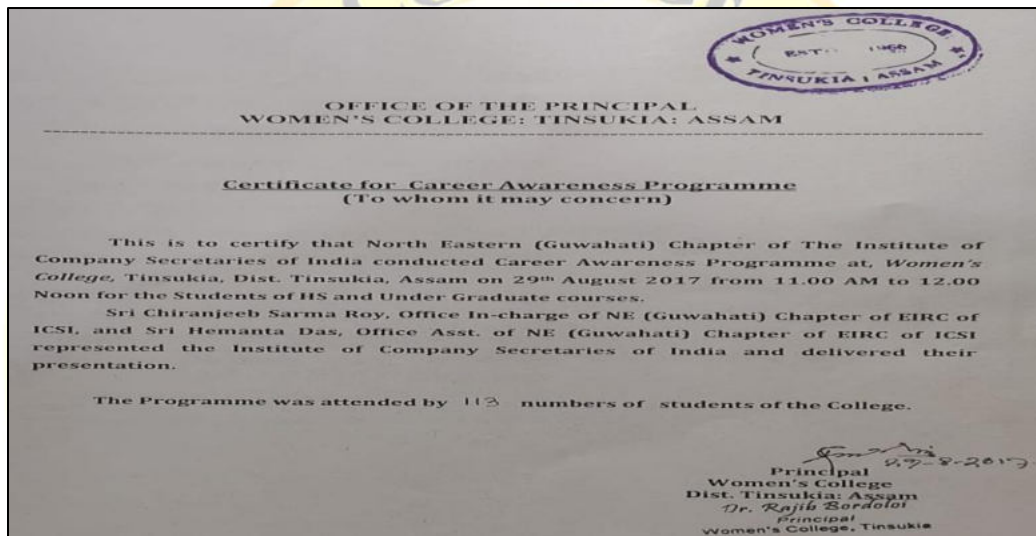 WOMEN'S COLLEGE
ESTD. 1966
TINSUKIA : ASSAM
OFFICE OF THE PRINCIPAL
WOMEN'S COLLEGE: TINSUKIA: ASSAM
Certificate for Career Awareness Programme
(To whom it may concern)
This is to certify that North Eastern (Guwahati) Chapter of The Institute of
Company Secretaries of India conducted Career Awareness Programme at, Women's
College, Tinsukia, Dist. Tinsukia, Assam on 29th August 2017 from 11.00 AM to 12.00
Noon for the Students of HS and Under Graduate courses.
Sri Chiranjeeb Sarma Roy, Office In-charge of NE (Guwahati) Chapter of EIRC of
ICSI, and Sri Hemanta Das, Office Asst. of NE (Guwahati) Chapter of EIRC of ICSI
represented the Institute of Company Secretaries of India and delivered their
presentation.
The Programme was attended by 113 numbers of students of the College.
29-8-2017
Principal
Women's College
Dist. Tinsukia: Assam
Dr. Rajib Bordoloi
Principal
Women's College, Tinsukia